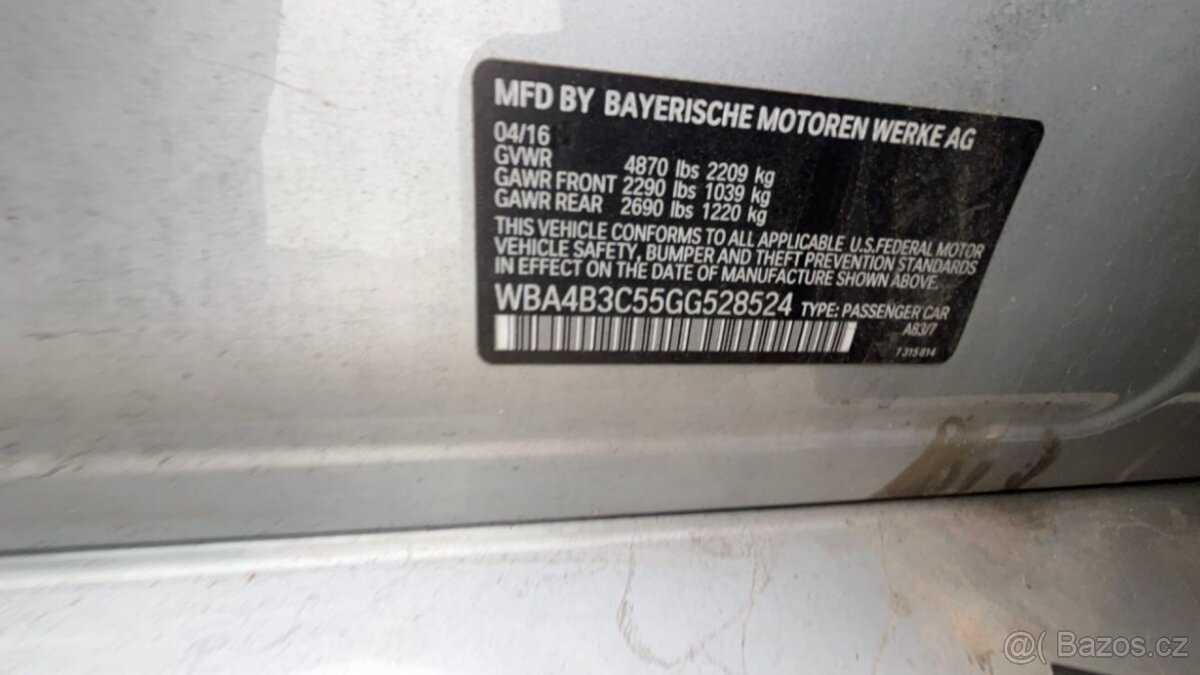 MFD BY BAYERISCHE MOTOREN WERKE AG
04/16
GVWR 4870 lbs 2209 kg
GAWR FRONT 2290 lbs 1039 kg
GAWR REAR 2690 lbs 1220 kg
THIS VEHICLE CONFORMS TO ALL APPLICABLE U.S.FEDERAL MOTOR
VEHICLE SAFETY, BUMPER AND THEFT PREVENTION STANDARDS
IN EFFECT ON THE DATE OF MANUFACTURE SHOWN ABOVE.
WBA4B3C55GG528524 TYPE: PASSENGER CAR
A83/7
7 315 814
@( Bazos.cz